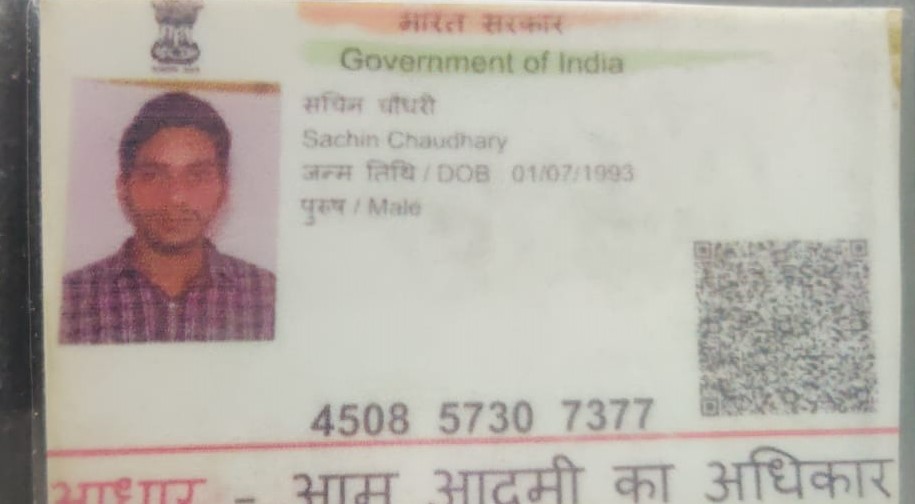 भारत सरकार
Government of India
सचिन चौधरी
Sachin Chaudhary
जन्म तिथि / DOB 01/07/1993
पुरुष / Male
4508 5730 7377
आधार - आम आदमी का अधिकार